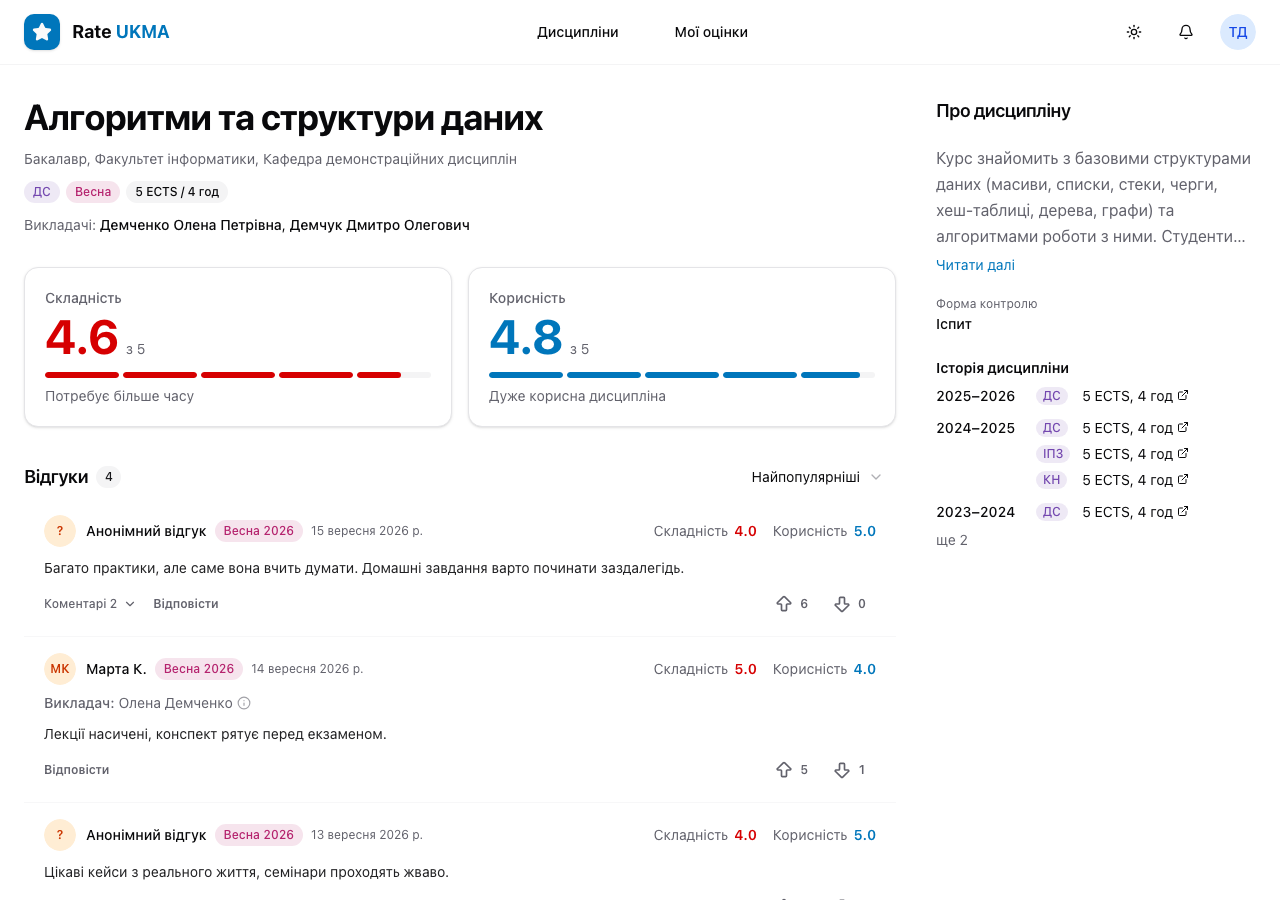 Rate UKMA
Дисципліни
Мої оцінки
ТД
Алгоритми та структури даних
Бакалавр, Факультет інформатики, Кафедра демонстраційних дисциплін
ДС Весна 5 ECTS / 4 год
Викладачі: Демченко Олена Петрівна, Демчук Дмитро Олегович
Складність
4.6 з 5
Потребує більше часу
Корисність
4.8 з 5
Дуже корисна дисципліна
Відгуки 4
Найпопулярніші
? Анонімний відгук Весна 2026 15 вересня 2026 р. Складність 4.0 Корисність 5.0
Багато практики, але саме вона вчить думати. Домашні завдання варто починати заздалегідь.
Коментарі 2 Відповісти 6 0
МК Марта К. Весна 2026 14 вересня 2026 р. Складність 5.0 Корисність 4.0
Викладач: Олена Демченко
Лекції насичені, конспект рятує перед екзаменом.
Відповісти 5 1
? Анонімний відгук Весна 2026 13 вересня 2026 р. Складність 4.0 Корисність 5.0
Цікаві кейси з реального життя, семінари проходять жваво.
Про дисципліну
Курс знайомить з базовими структурами
даних (масиви, списки, стеки, черги,
хеш-таблиці, дерева, графи) та
алгоритмами роботи з ними. Студенти...
Читати далі
Форма контролю
Іспит
Історія дисципліни
2025–2026 ДС 5 ECTS, 4 год
2024–2025 ДС 5 ECTS, 4 год
ІПЗ 5 ECTS, 4 год
КН 5 ECTS, 4 год
2023–2024 ДС 5 ECTS, 4 год
ще 2